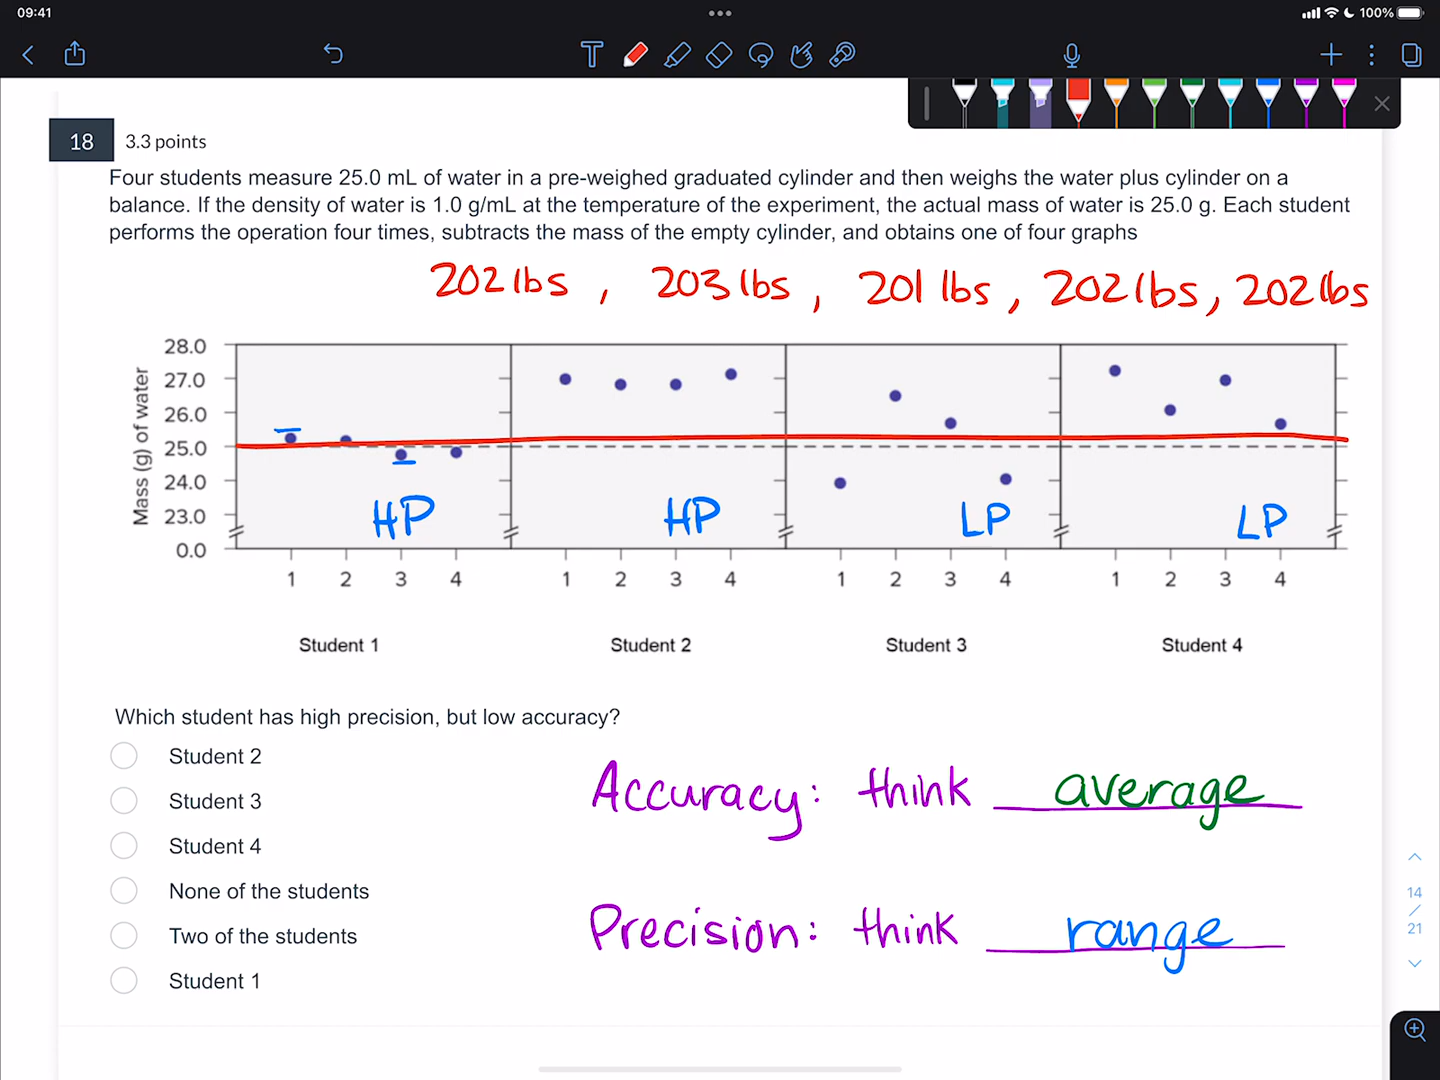 09:41
100%
18 3.3 points
Four students measure 25.0 mL of water in a pre-weighed graduated cylinder and then weighs the water plus cylinder on a
balance. If the density of water is 1.0 g/mL at the temperature of the experiment, the actual mass of water is 25.0 g. Each student
performs the operation four times, subtracts the mass of the empty cylinder, and obtains one of four graphs
202 lbs , 203 lbs , 201 lbs , 202 lbs , 202 lbs
Mass (g) of water
28.0
27.0
26.0
25.0
24.0
23.0
0.0
HP HP LP LP
1 2 3 4 1 2 3 4 1 2 3 4 1 2 3 4
Student 1 Student 2 Student 3 Student 4
Which student has high precision, but low accuracy?
Student 2
Student 3
Student 4
None of the students
Two of the students
Student 1
Accuracy: think average
Precision: think range
14
/
21